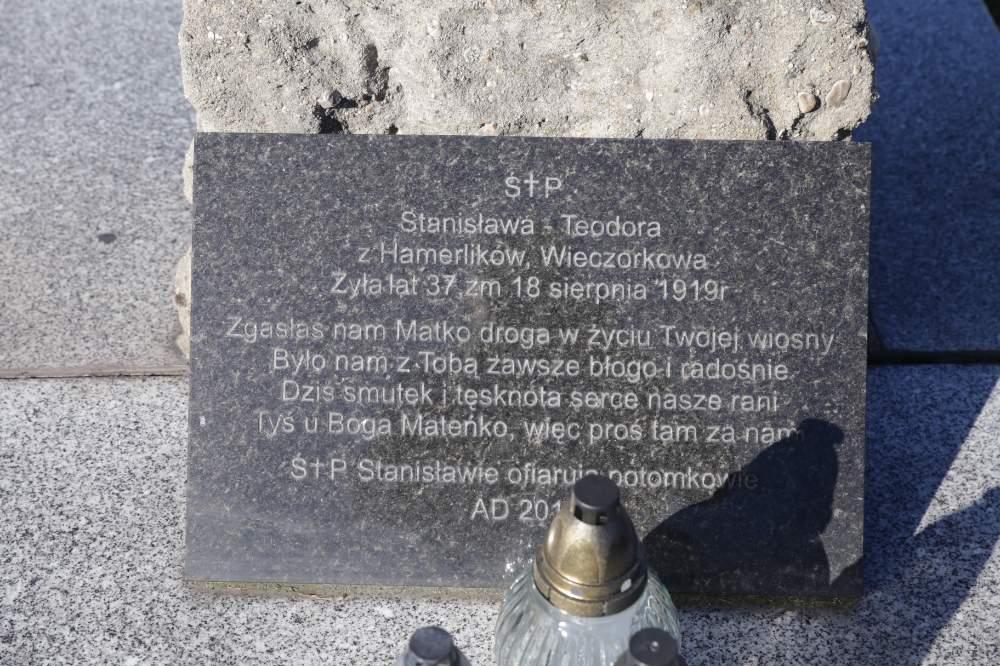 Ś✝P
Stanisława - Teodora
z Hamerlików, Wieczorkowa
Żyła lat 37 zm 18 sierpnia 1919r
Zgasłaś nam Matko droga w życiu Twojej wiosny
Było nam z Tobą zawsze błogo i radośnie
Dziś smutek i tęsknota serce nasze rani
Tyś u Boga Mateńko, więc proś tam za nami
Ś✝P Stanisławie ofiarują potomkowie
AD